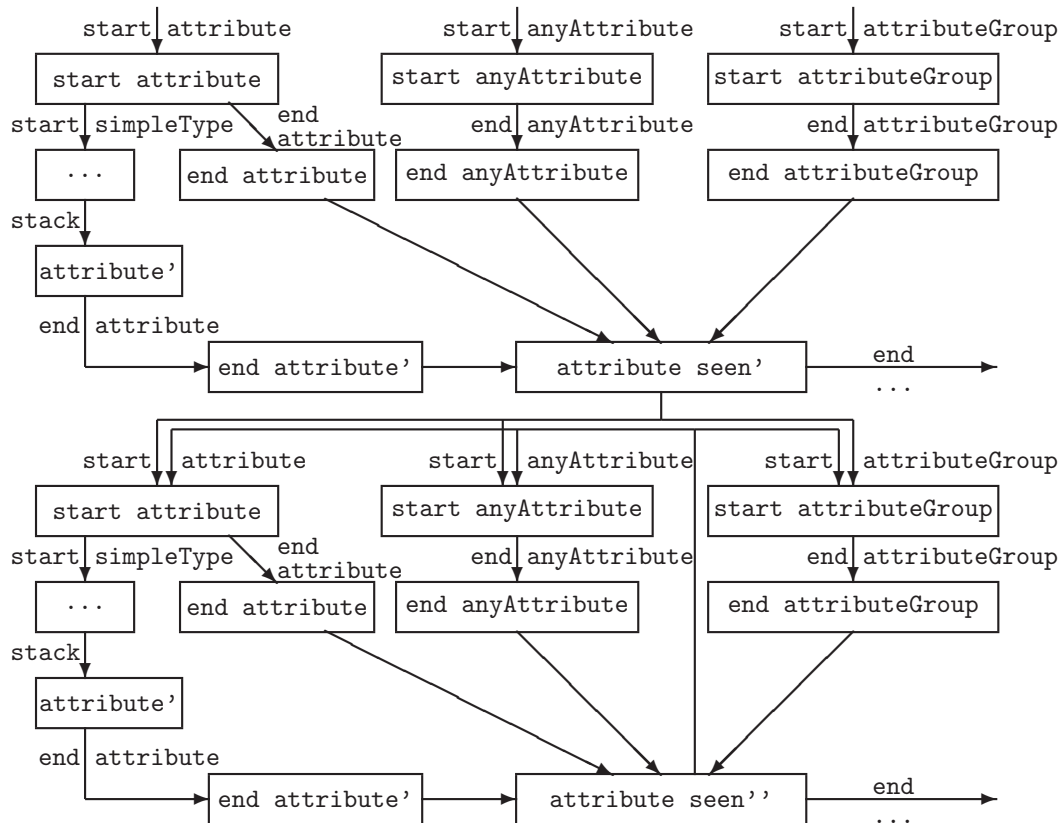 start attribute start anyAttribute start attributeGroup
start attribute start anyAttribute start attributeGroup
start simpleType end attribute end anyAttribute end attributeGroup
... end attribute end anyAttribute end attributeGroup
stack
attribute'
end attribute
end attribute' attribute seen' end
...
start attribute start anyAttribute start attributeGroup
start attribute start anyAttribute start attributeGroup
start simpleType end attribute end anyAttribute end attributeGroup
... end attribute end anyAttribute end attributeGroup
stack
attribute'
end attribute
end attribute' attribute seen'' end
...